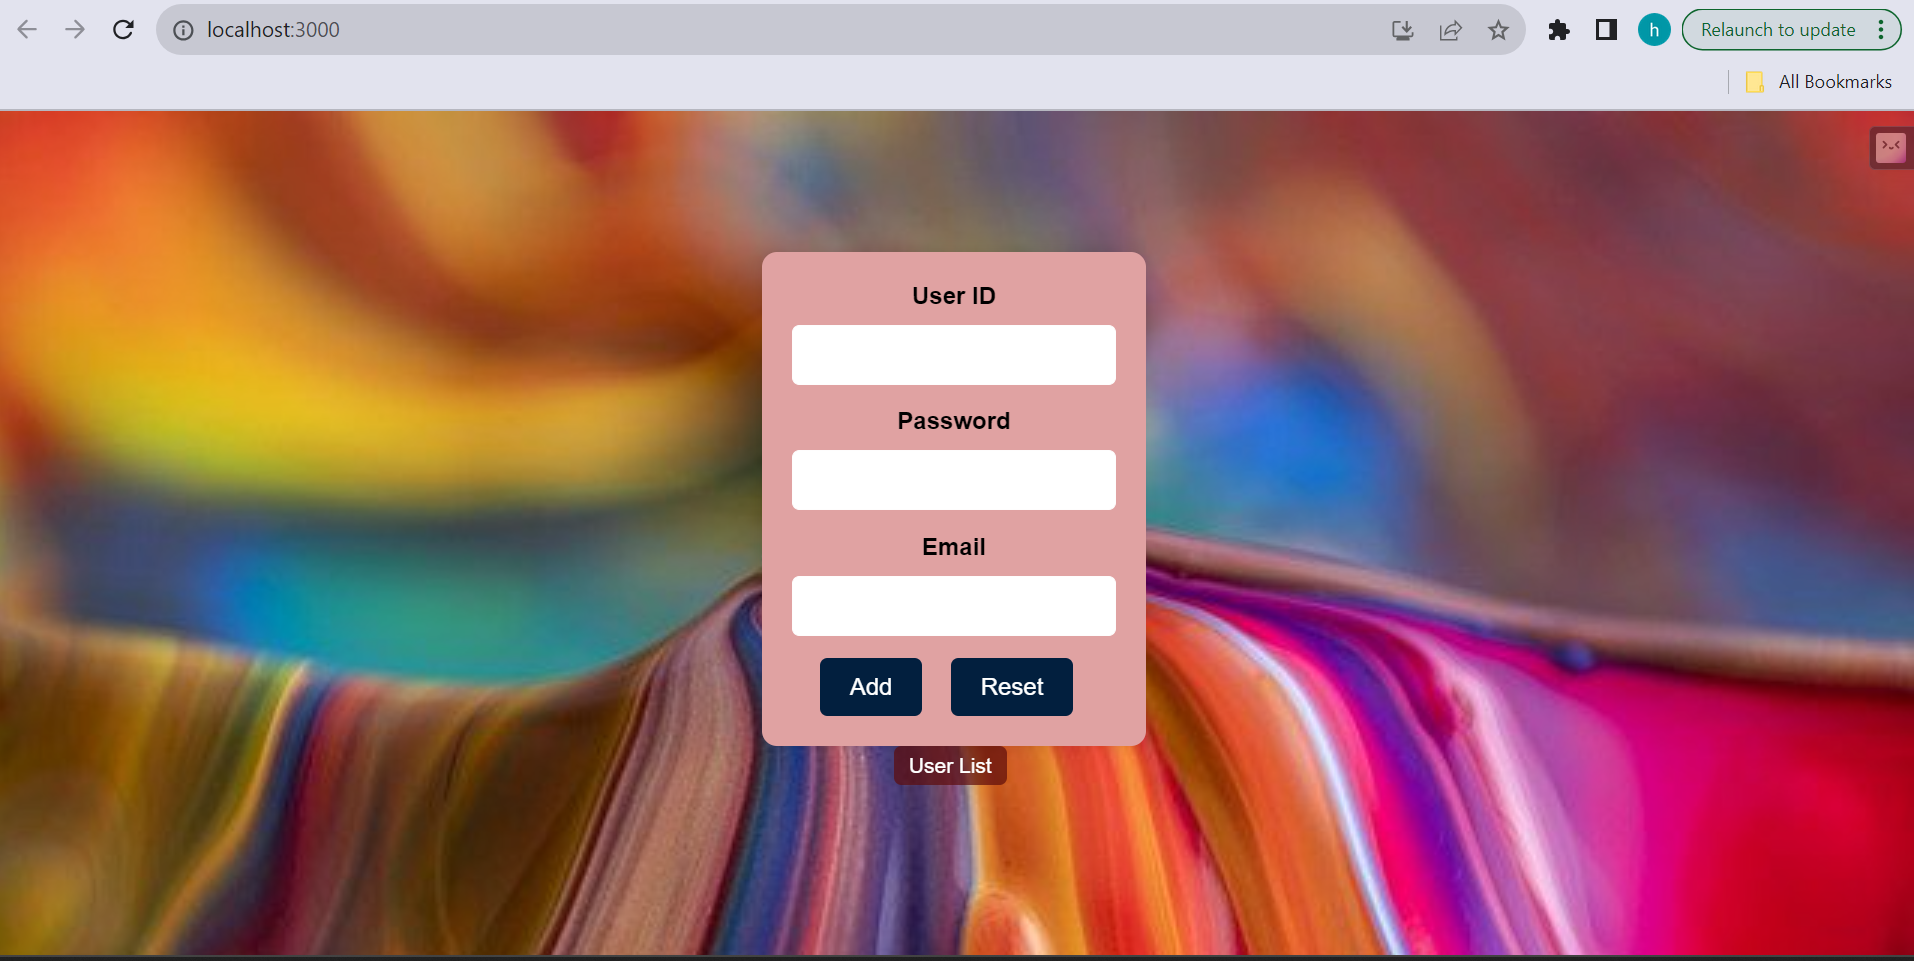 localhost:3000
h
Relaunch to update
All Bookmarks
User ID
Password
Email
Add
Reset
User List